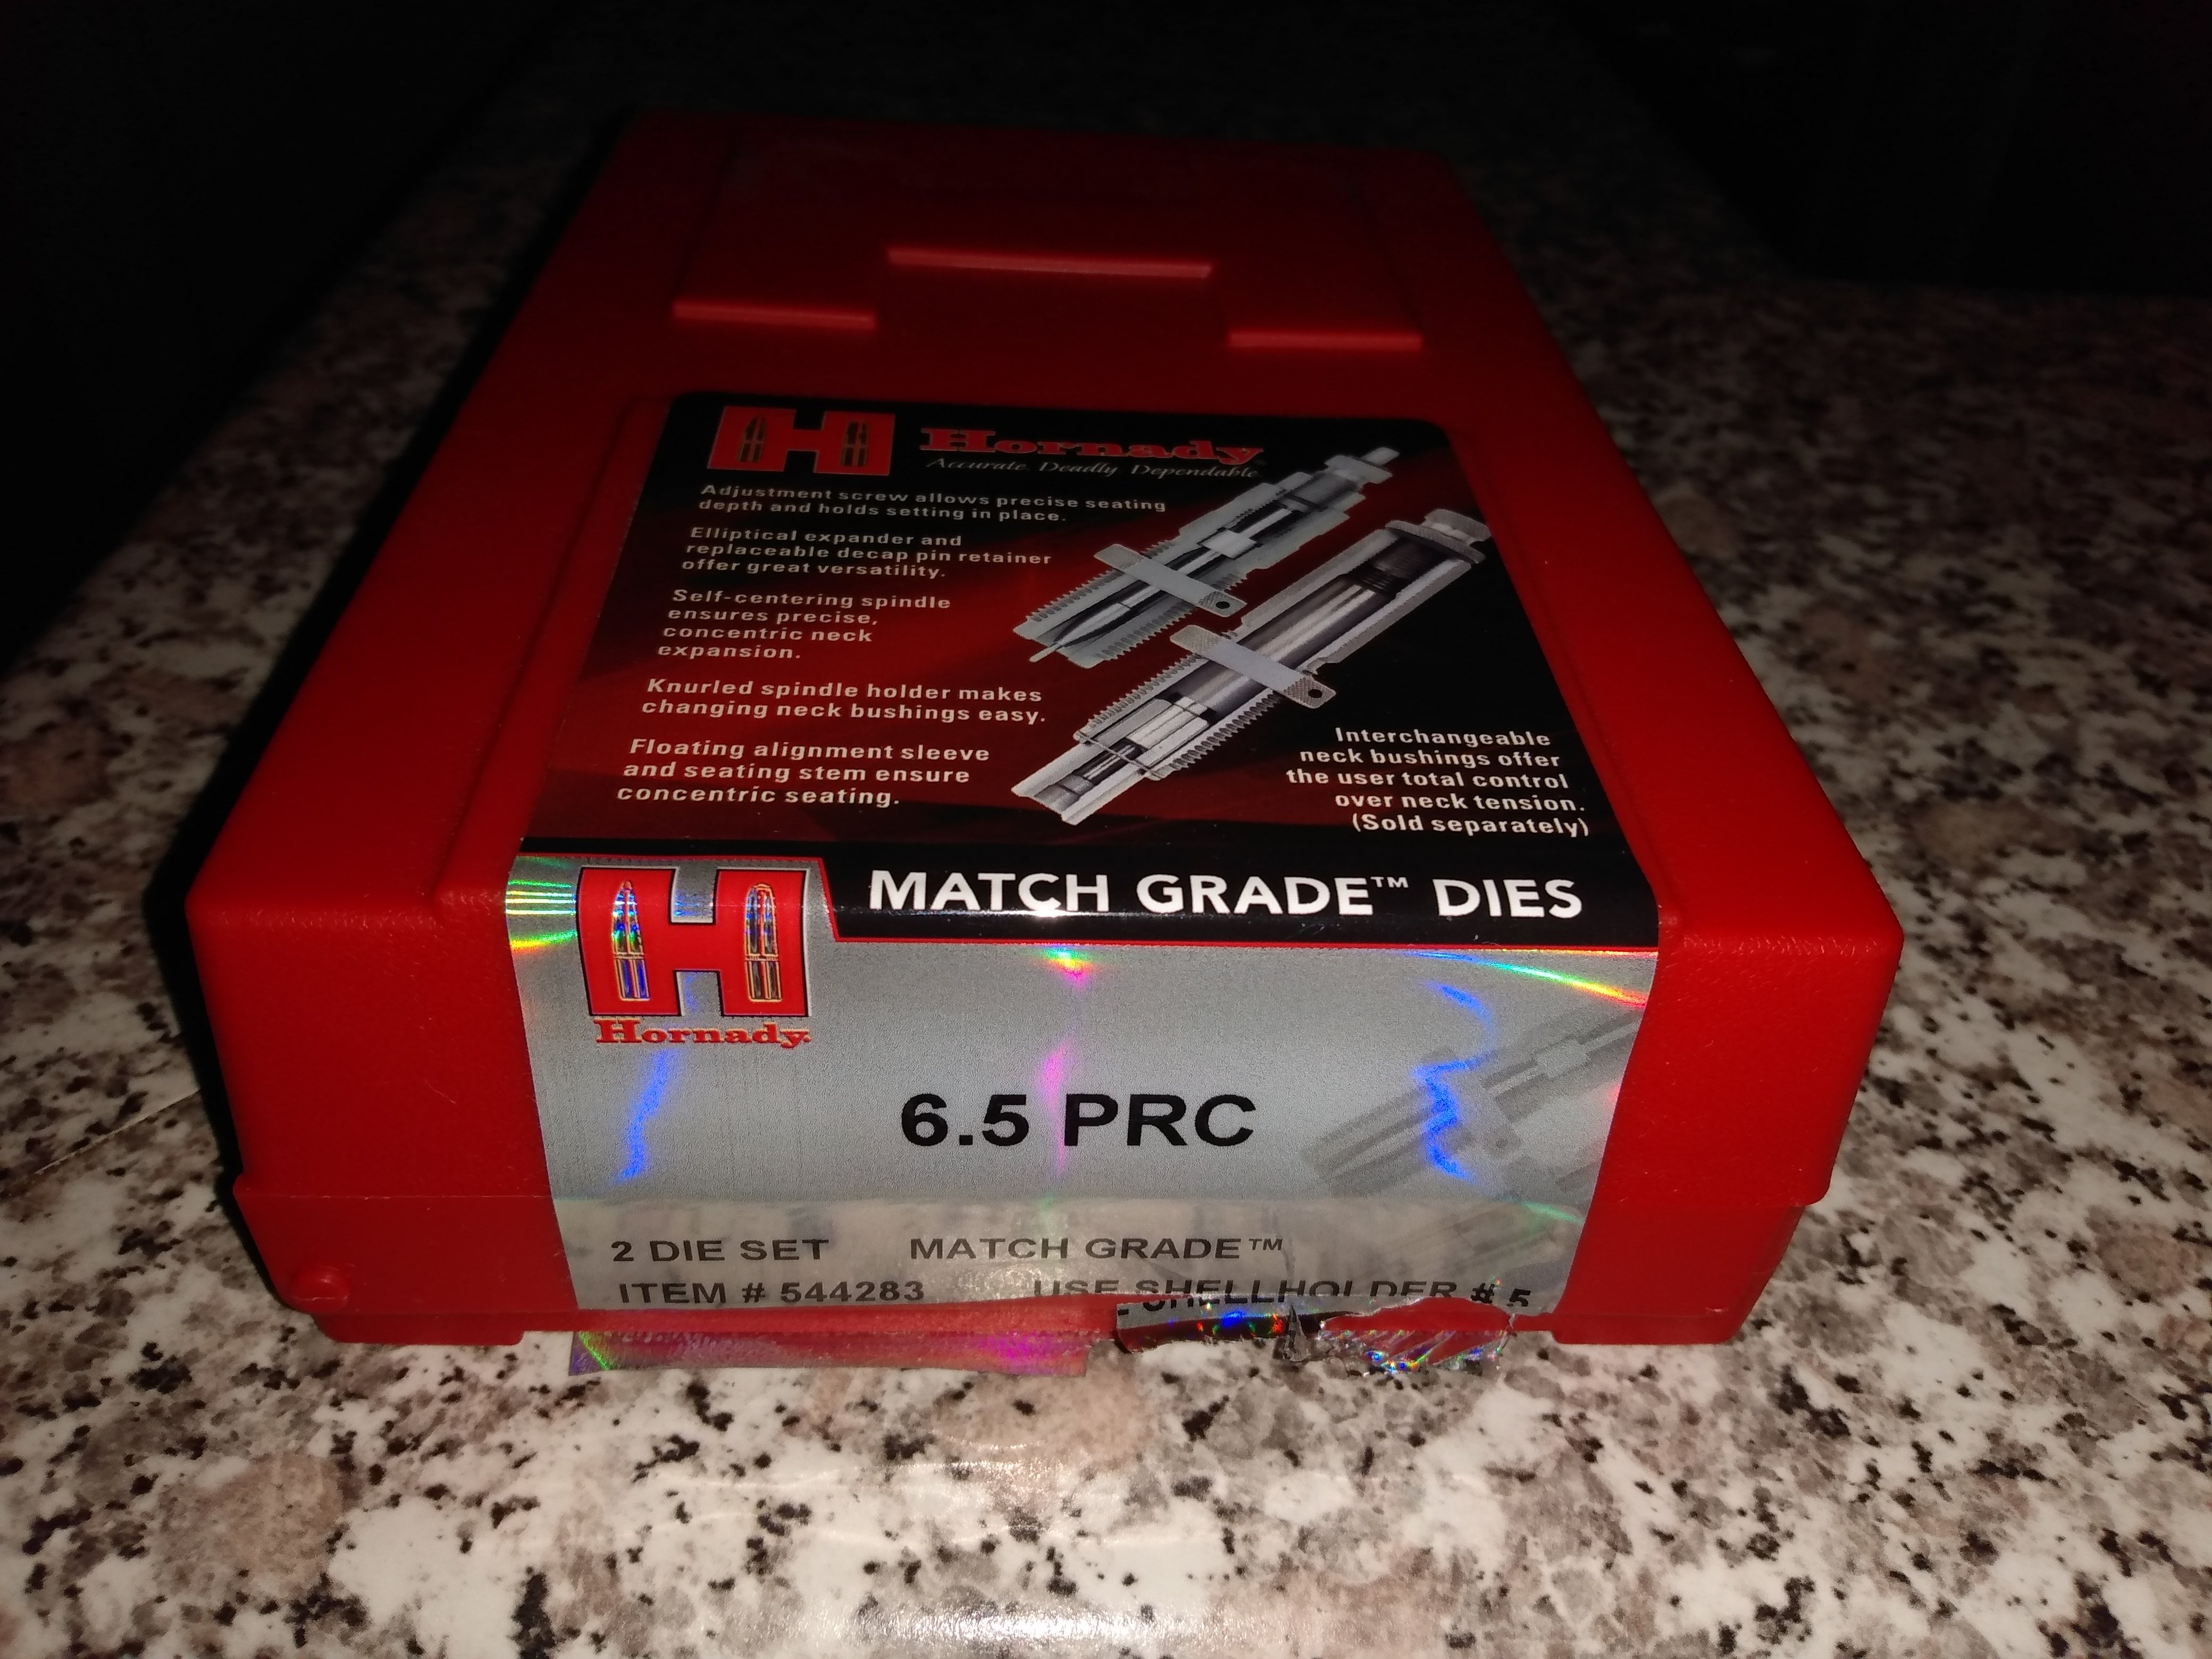 Hornady
Accurate. Deadly. Dependable.
Adjustment screw allows precise seating
depth and holds setting in place.
Elliptical expander and
replaceable decap pin retainer
offer great versatility.
Self-centering spindle
ensures precise,
concentric neck
expansion.
Knurled spindle holder makes
changing neck bushings easy.
Floating alignment sleeve
and seating stem ensure
concentric seating.
Interchangeable
neck bushings offer
the user total control
over neck tension.
(Sold separately)
MATCH GRADE™ DIES
H
Hornady
6.5 PRC
2 DIE SET MATCH GRADE™
ITEM # 544283 USE SHELLHOLDER # 5